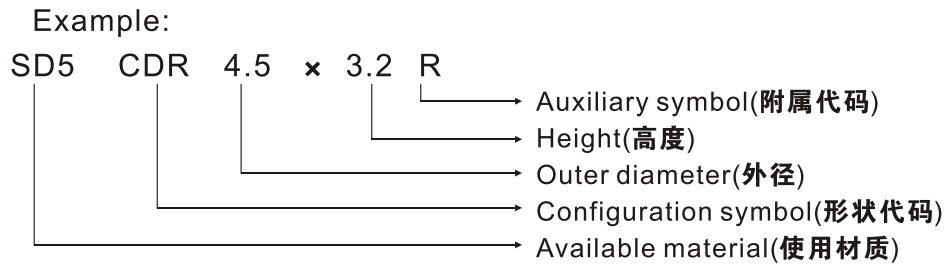 Example:
SD5 CDR 4.5 × 3.2 R
Auxiliary symbol(附属代码)
Height(高度)
Outer diameter(外径)
Configuration symbol(形状代码)
Available material(使用材质)